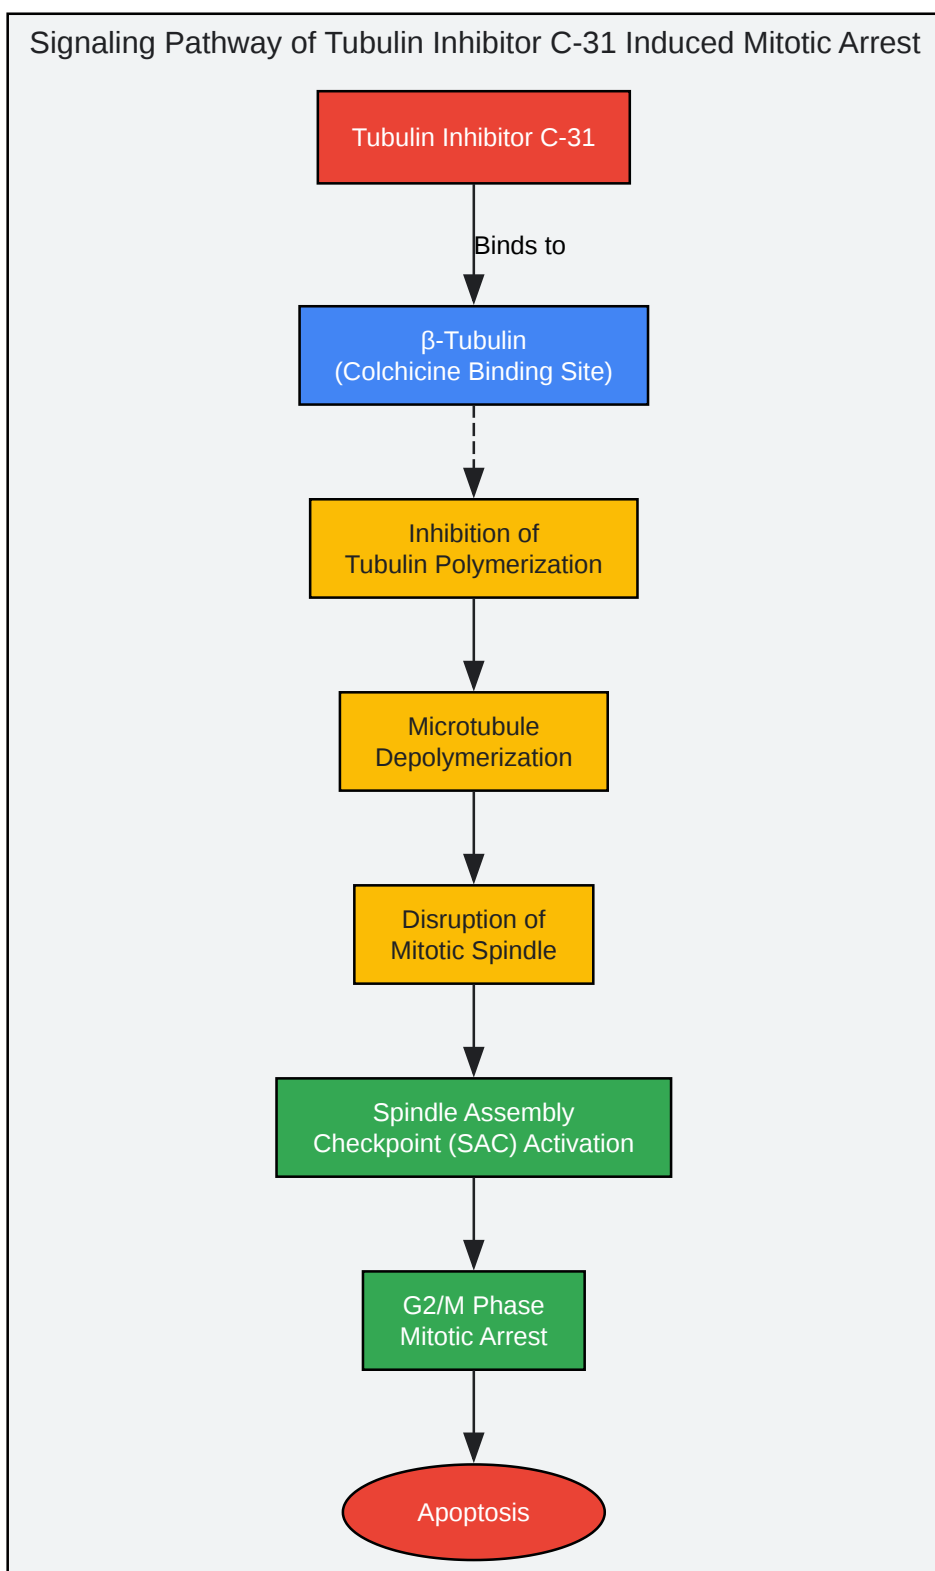 Signaling Pathway of Tubulin Inhibitor C-31 Induced Mitotic Arrest
Tubulin Inhibitor C-31
Binds to
β-Tubulin
(Colchicine Binding Site)
Inhibition of
Tubulin Polymerization
Microtubule
Depolymerization
Disruption of
Mitotic Spindle
Spindle Assembly
Checkpoint (SAC) Activation
G2/M Phase
Mitotic Arrest
Apoptosis